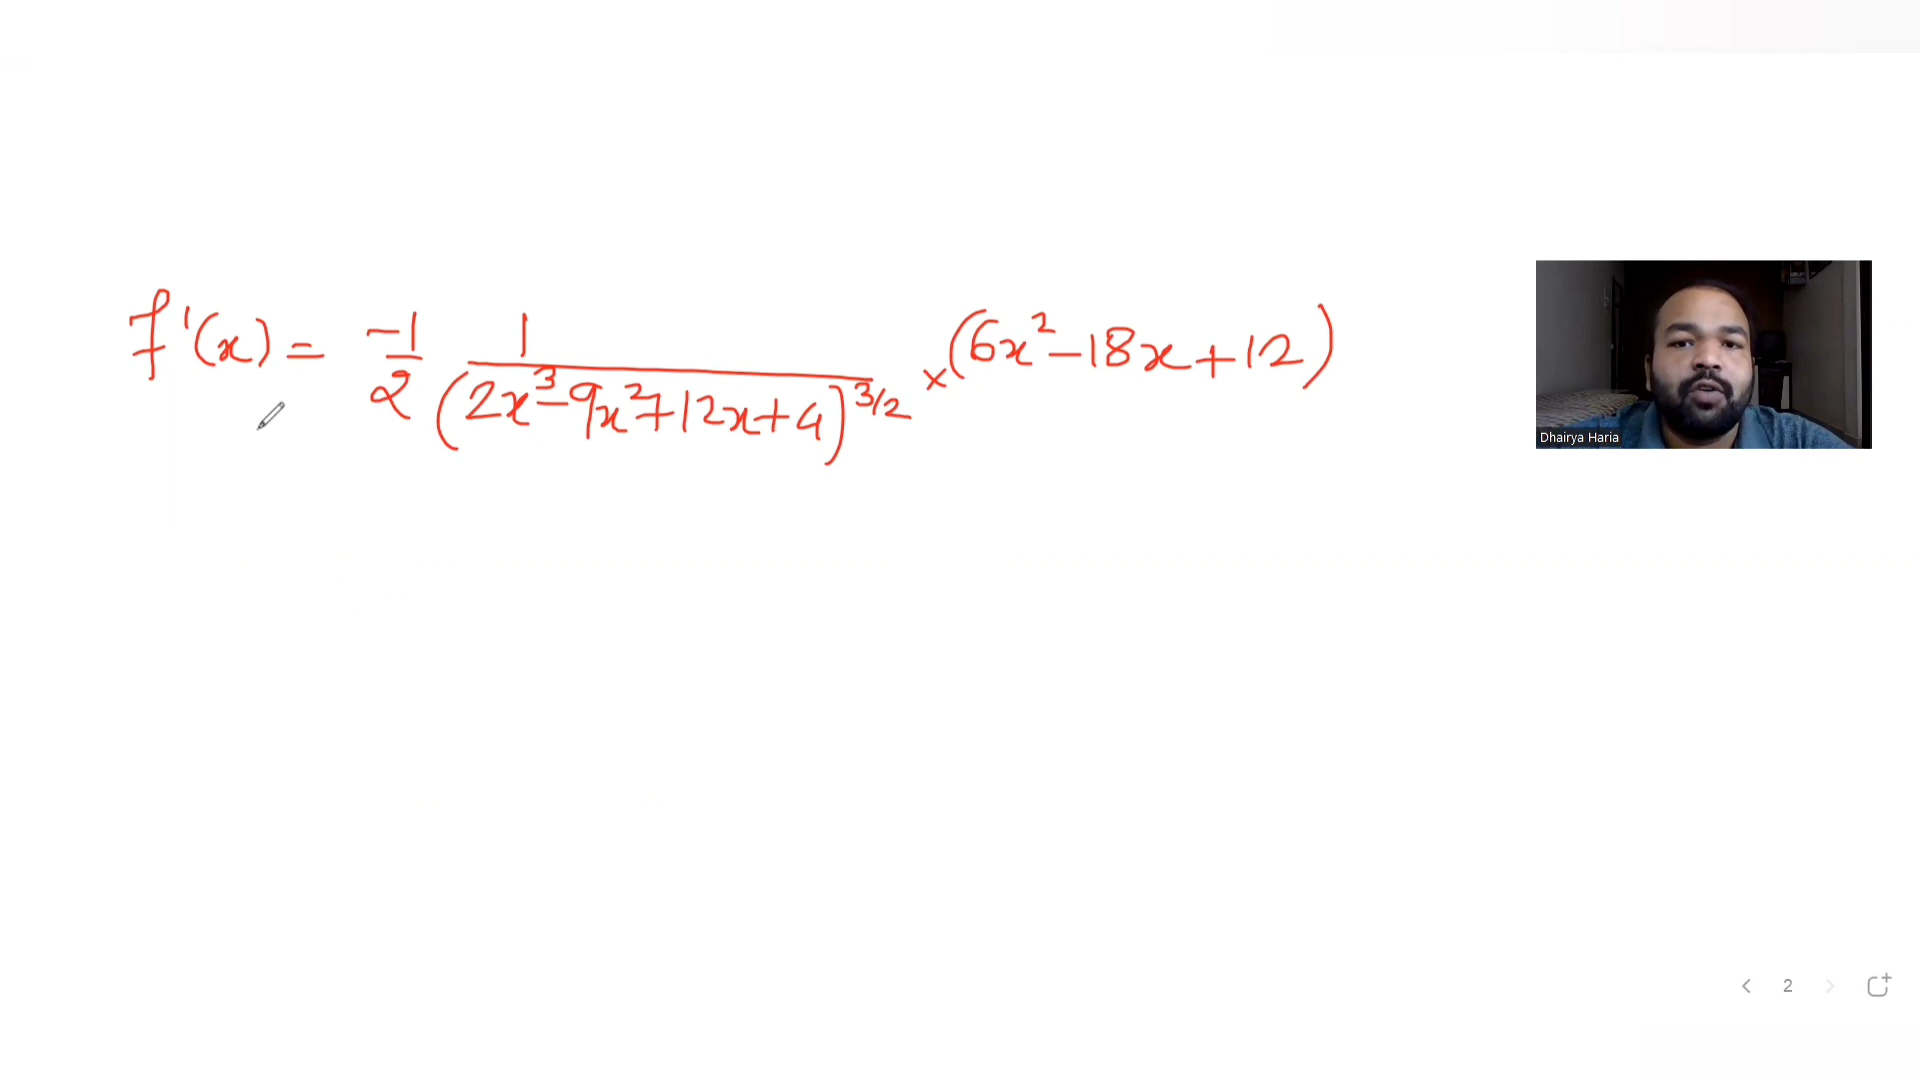 f'(x) = -1/2 1/(2x³-9x²+12x+4)^3/2 × (6x²-18x+12)
Dhairya Haria
2